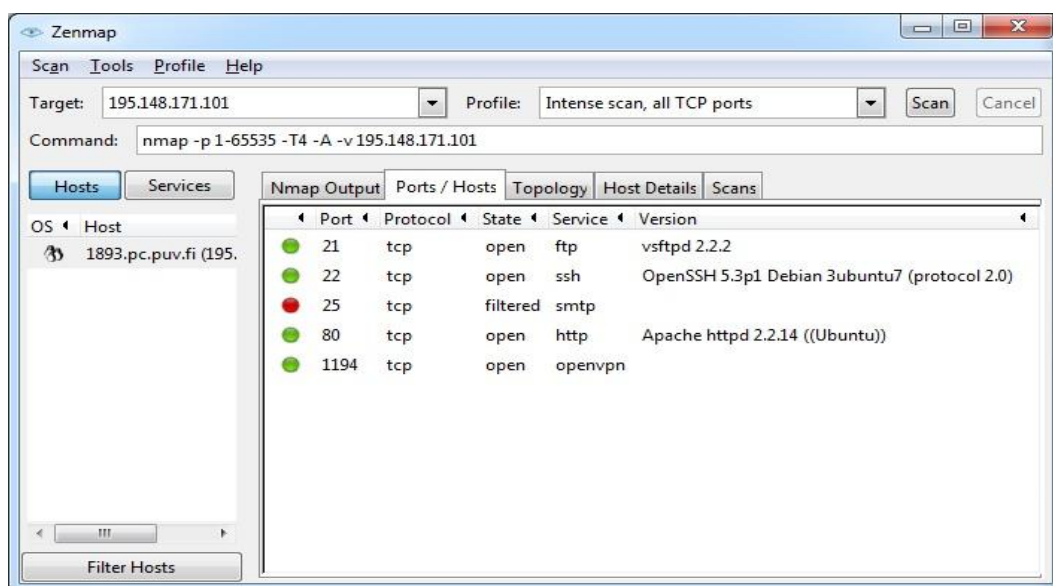 Zenmap
Scan Tools Profile Help
Target: 195.148.171.101 Profile: Intense scan, all TCP ports Scan Cancel
Command: nmap -p 1-65535 -T4 -A -v 195.148.171.101
Hosts Services Nmap Output Ports / Hosts Topology Host Details Scans
OS Host
1893.pc.puv.fi (195.
Port Protocol State Service Version
21 tcp open ftp vsftpd 2.2.2
22 tcp open ssh OpenSSH 5.3p1 Debian 3ubuntu7 (protocol 2.0)
25 tcp filtered smtp
80 tcp open http Apache httpd 2.2.14 ((Ubuntu))
1194 tcp open openvpn
Filter Hosts